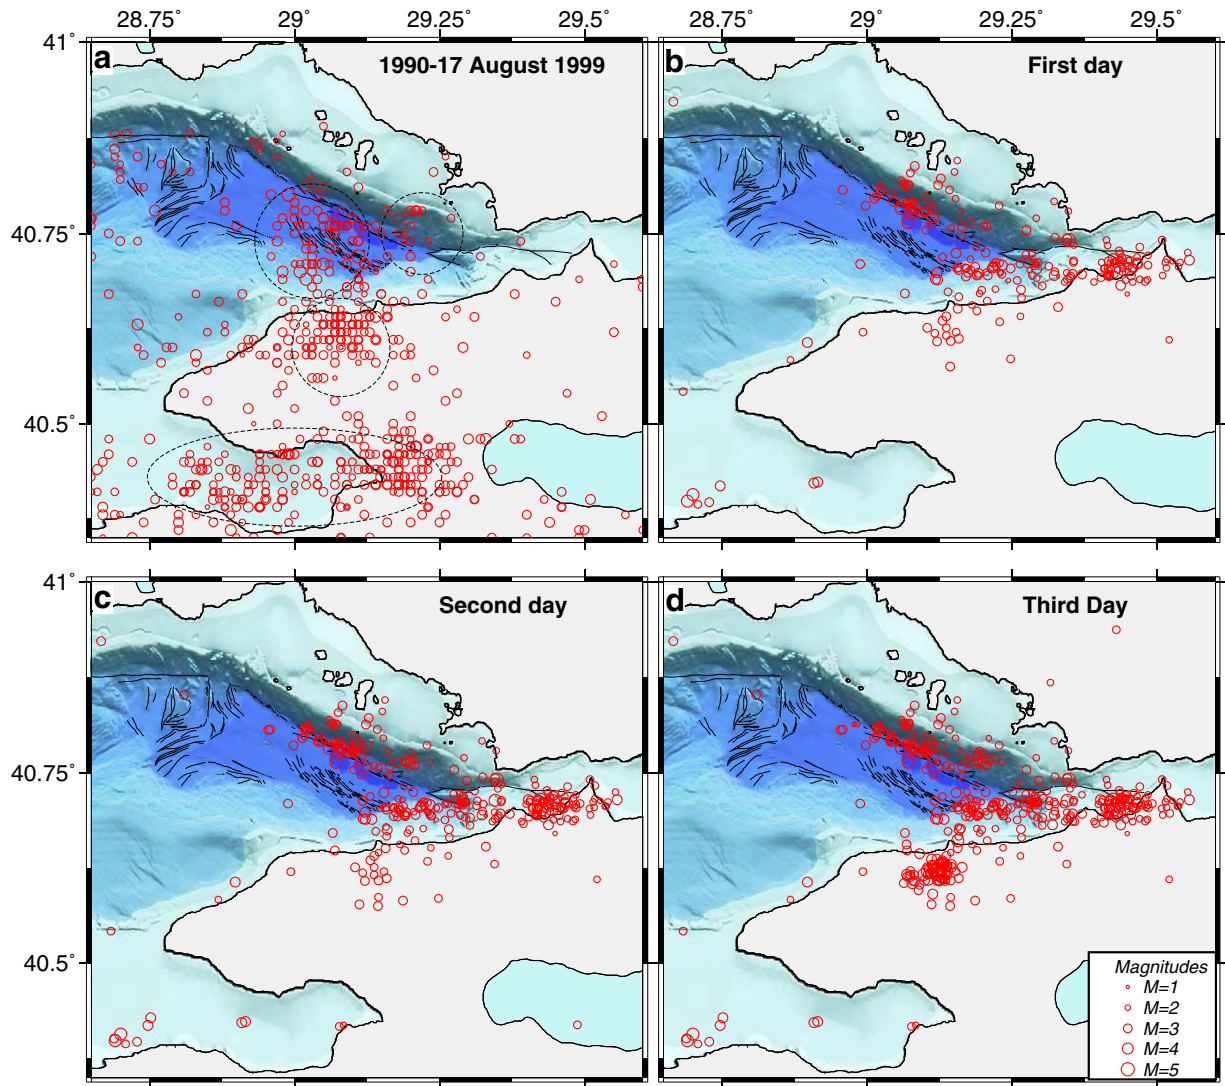 28.75° 29° 29.25° 29.5° 28.75° 29° 29.25° 29.5°
41°
40.75°
40.5°
a 1990-17 August 1999
b First day
41°
40.75°
40.5°
c Second day
d Third Day
Magnitudes
M=1
M=2
M=3
M=4
M=5